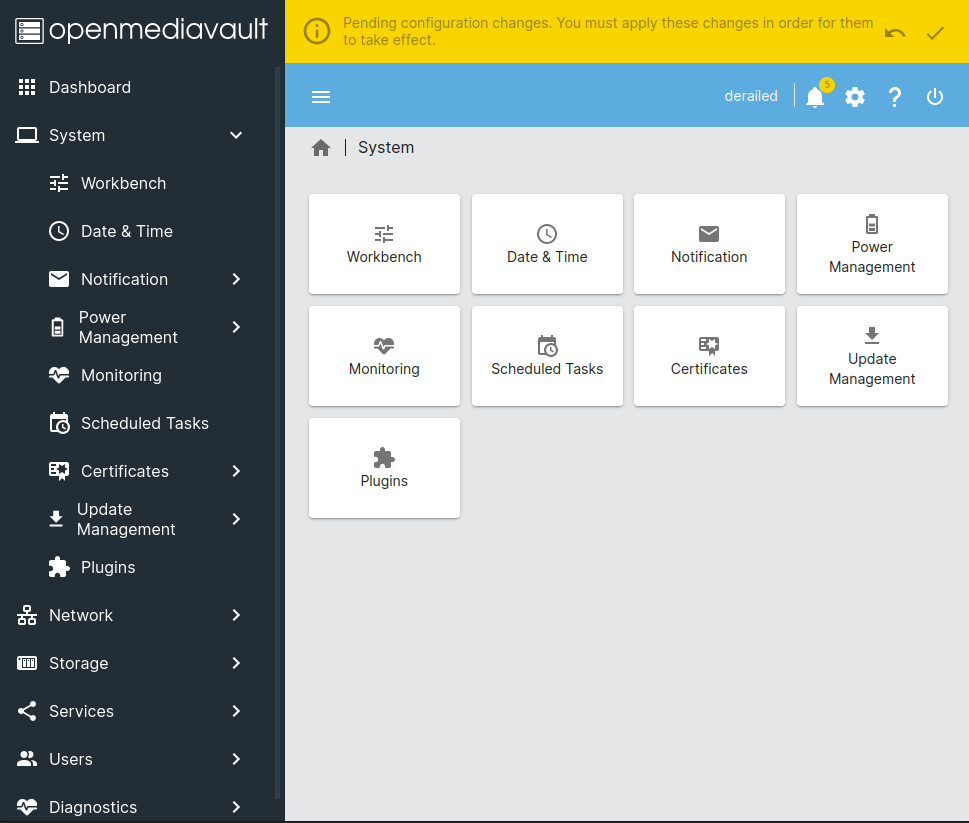 openmediavault
Dashboard
System
Workbench
Date & Time
Notification
Power
Management
Monitoring
Scheduled Tasks
Certificates
Update
Management
Plugins
Network
Storage
Services
Users
Diagnostics
Pending configuration changes. You must apply these changes in order for them
to take effect.
derailed
5
?
System
Workbench
Date & Time
Notification
Power
Management
Monitoring
Scheduled Tasks
Certificates
Update
Management
Plugins